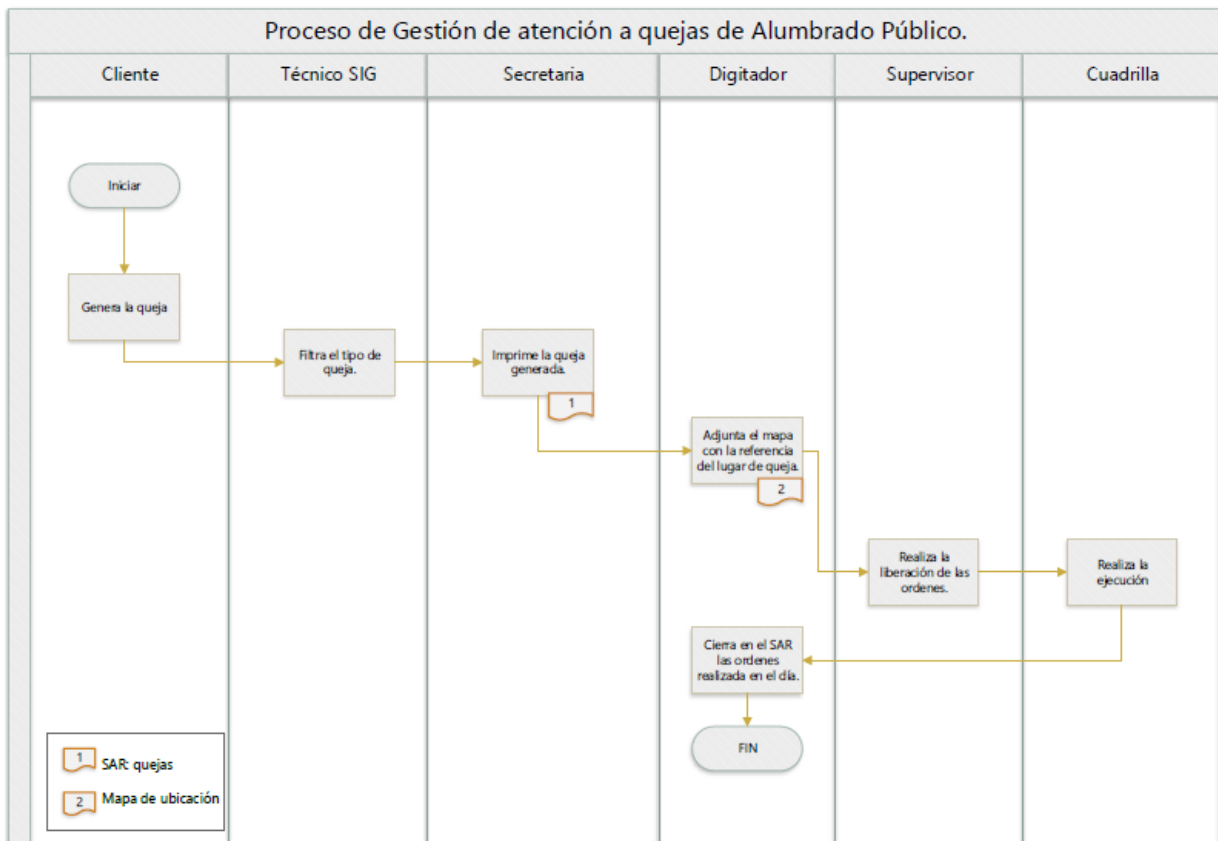 Proceso de Gestión de atención a quejas de Alumbrado Público.
Cliente
Técnico SIG
Secretaria
Digitador
Supervisor
Cuadrilla
Iniciar
Genera la queja
Filtra el tipo de
queja.
Imprime la queja
generada.
1
Adjunta el mapa
con la referencia
del lugar de queja.
2
Realiza la
liberación de las
ordenes.
Realiza la
ejecución
Cierra en el SAR
las ordenes
realizada en el día.
FIN
1 SAR: quejas
2 Mapa de ubicación